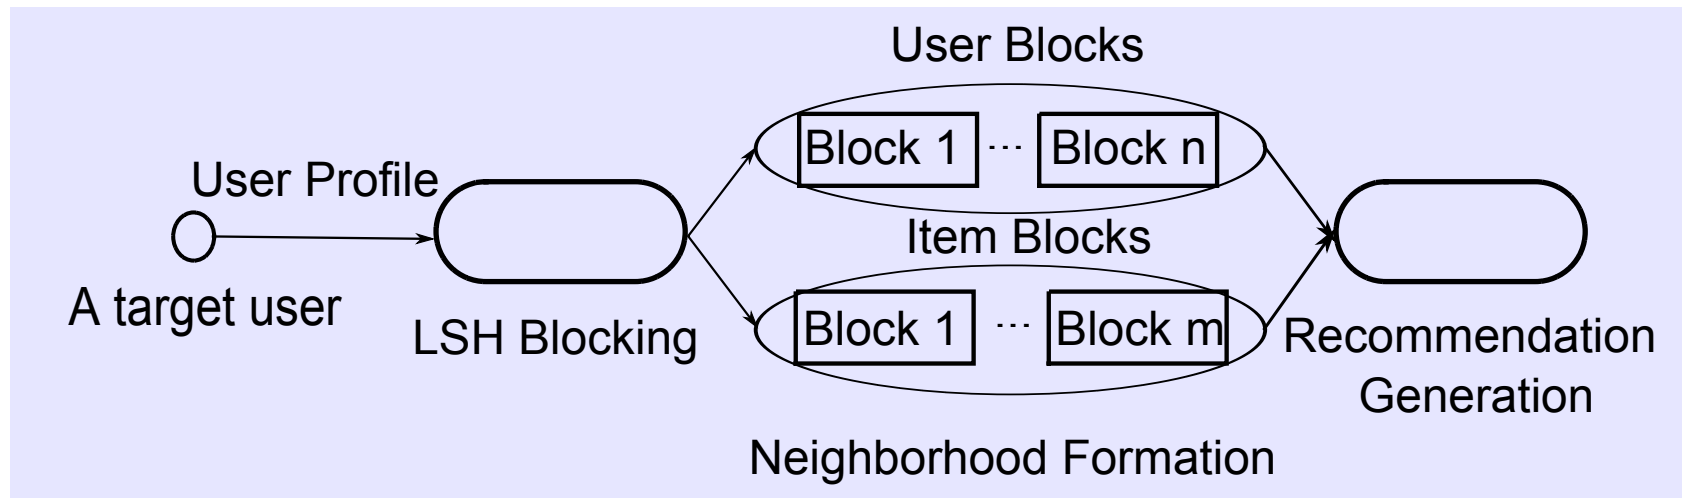 User Blocks
Block 1 ... Block n
User Profile
Item Blocks
A target user
LSH Blocking
Block 1 ... Block m
Recommendation
Generation
Neighborhood Formation